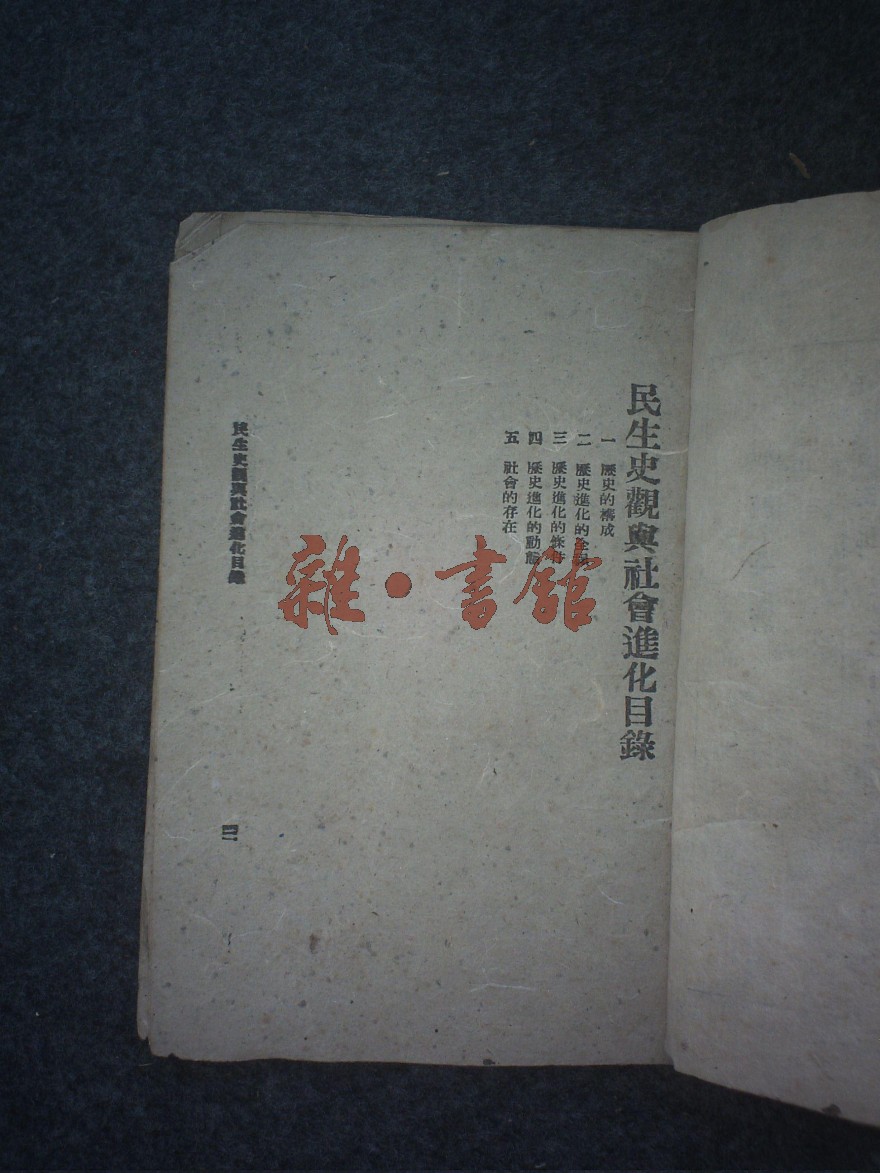 民生史觀與社會進化目錄
一 歷史的構成
二 歷史進化的全
三 歷史進化的條件
四 歷史進化的動態
五 社會的存在
民生史觀與社會進化目錄
雜·書館